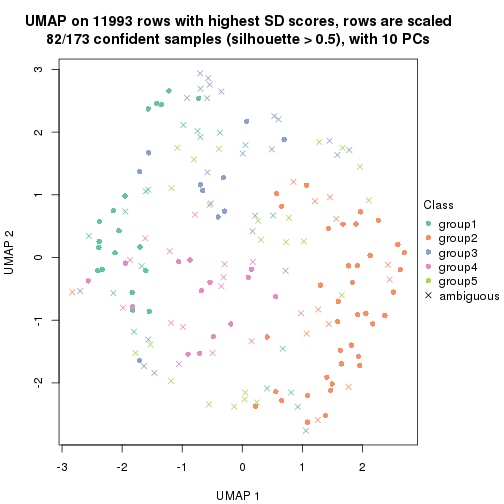 UMAP on 11993 rows with highest SD scores, rows are scaled
82/173 confident samples (silhouette > 0.5), with 10 PCs
3
2
1
0
-1
-2
UMAP 2
-3
-2
-1
0
1
2
UMAP 1
Class
group1
group2
group3
group4
group5
ambiguous